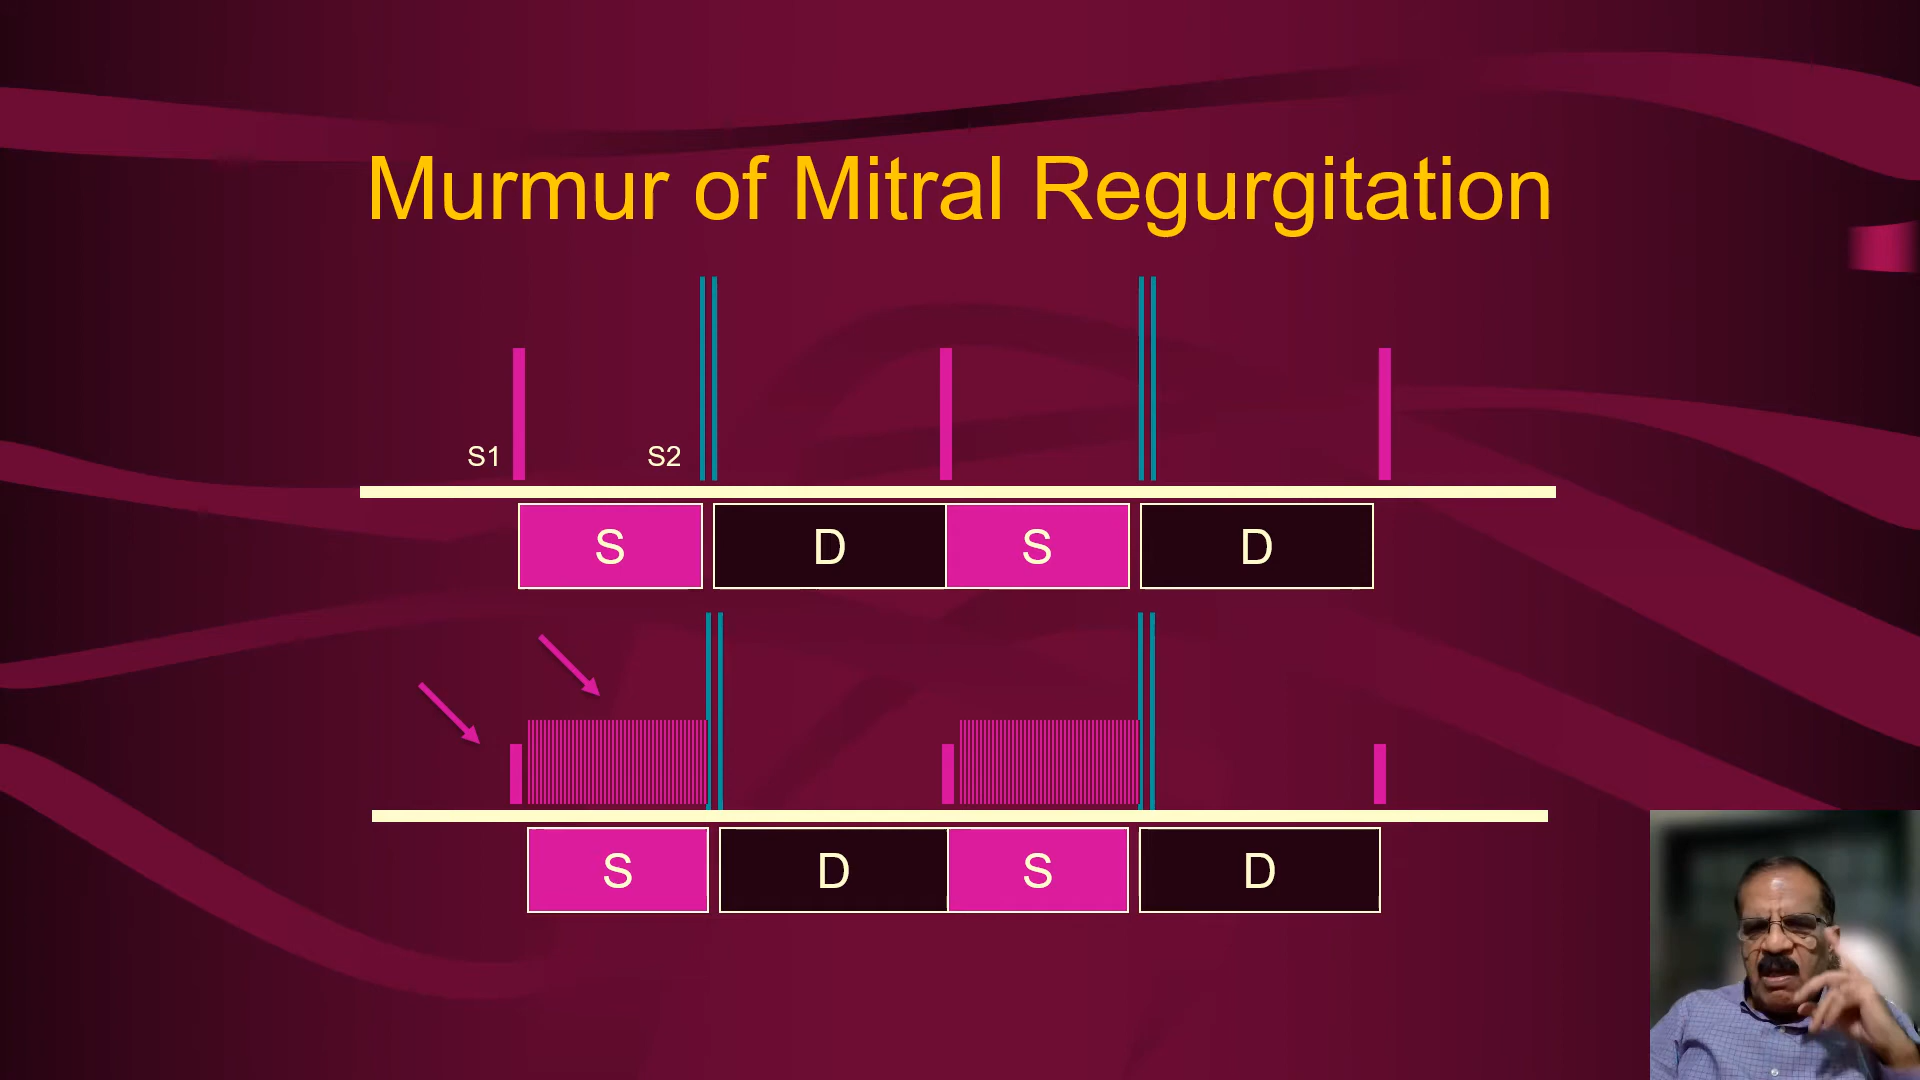 Murmur of Mitral Regurgitation
S1 S2
S D S D
S D S D